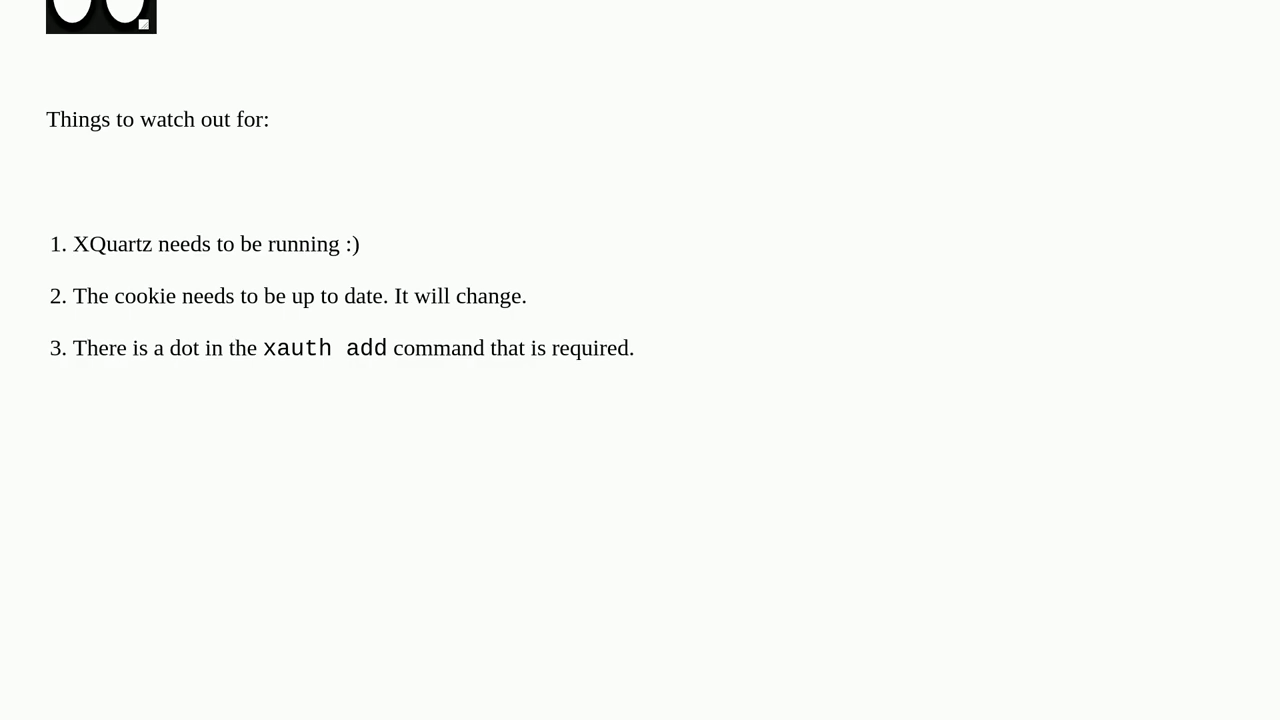 Things to watch out for:
1. XQuartz needs to be running :)
2. The cookie needs to be up to date. It will change.
3. There is a dot in the xauth add command that is required.